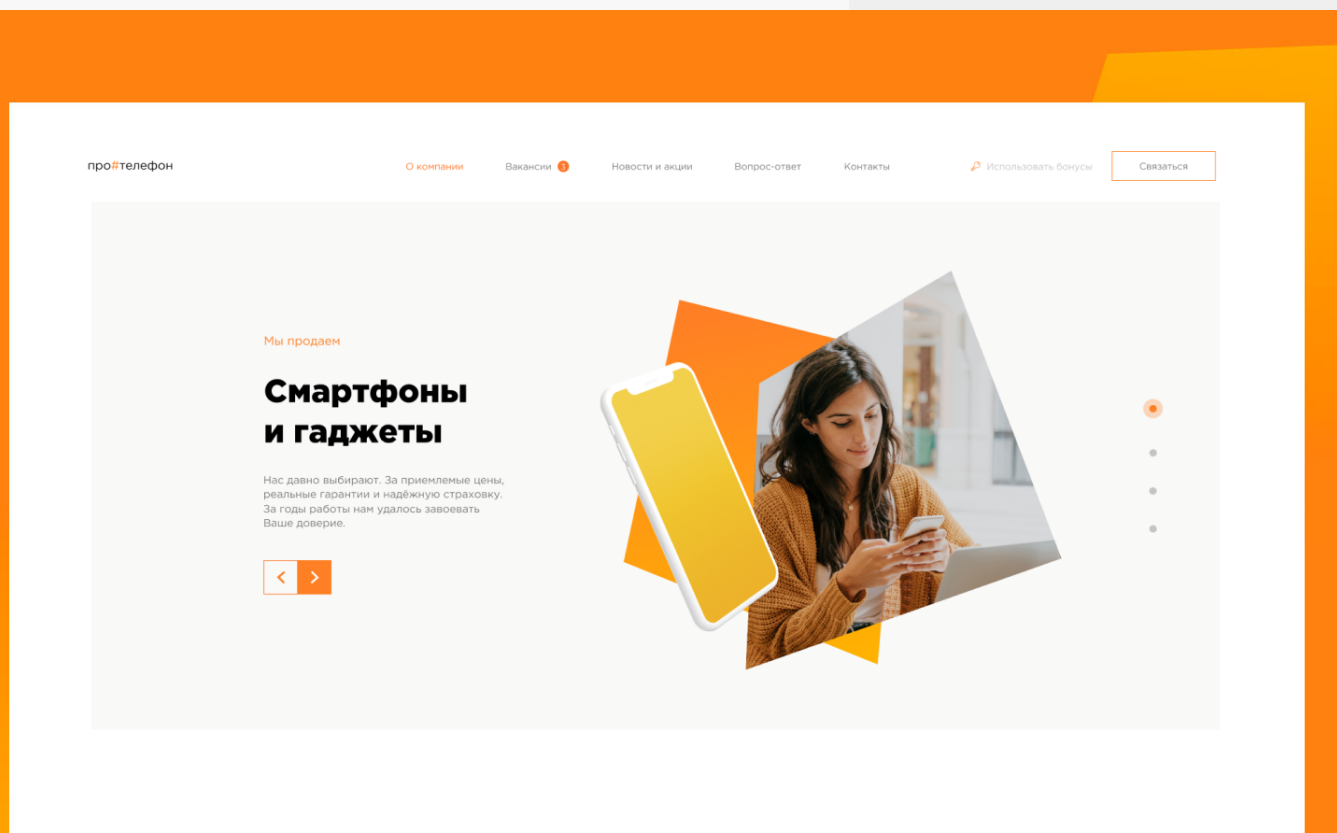 про#телефон
О компании
Вакансии 3
Новости и акции
Вопрос-ответ
Контакты
Использовать бонусы
Связаться
Мы продаем
Смартфоны
и гаджеты
Нас давно выбирают. За приемлемые цены,
реальные гарантии и надёжную страховку.
За годы работы нам удалось завоевать
Ваше доверие.